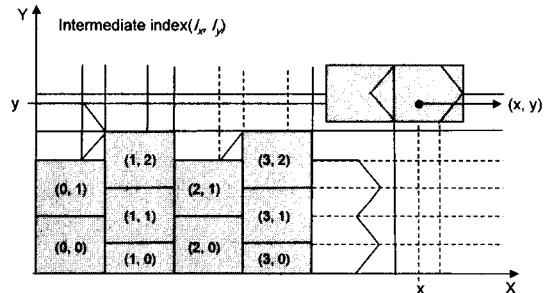 Y
Intermediate index(Iₓ, Iᵧ)
y
(x, y)
(1, 2)
(3, 2)
(0, 1)
(2, 1)
(1, 1)
(3, 1)
(0, 0)
(2, 0)
(1, 0)
(3, 0)
x
X